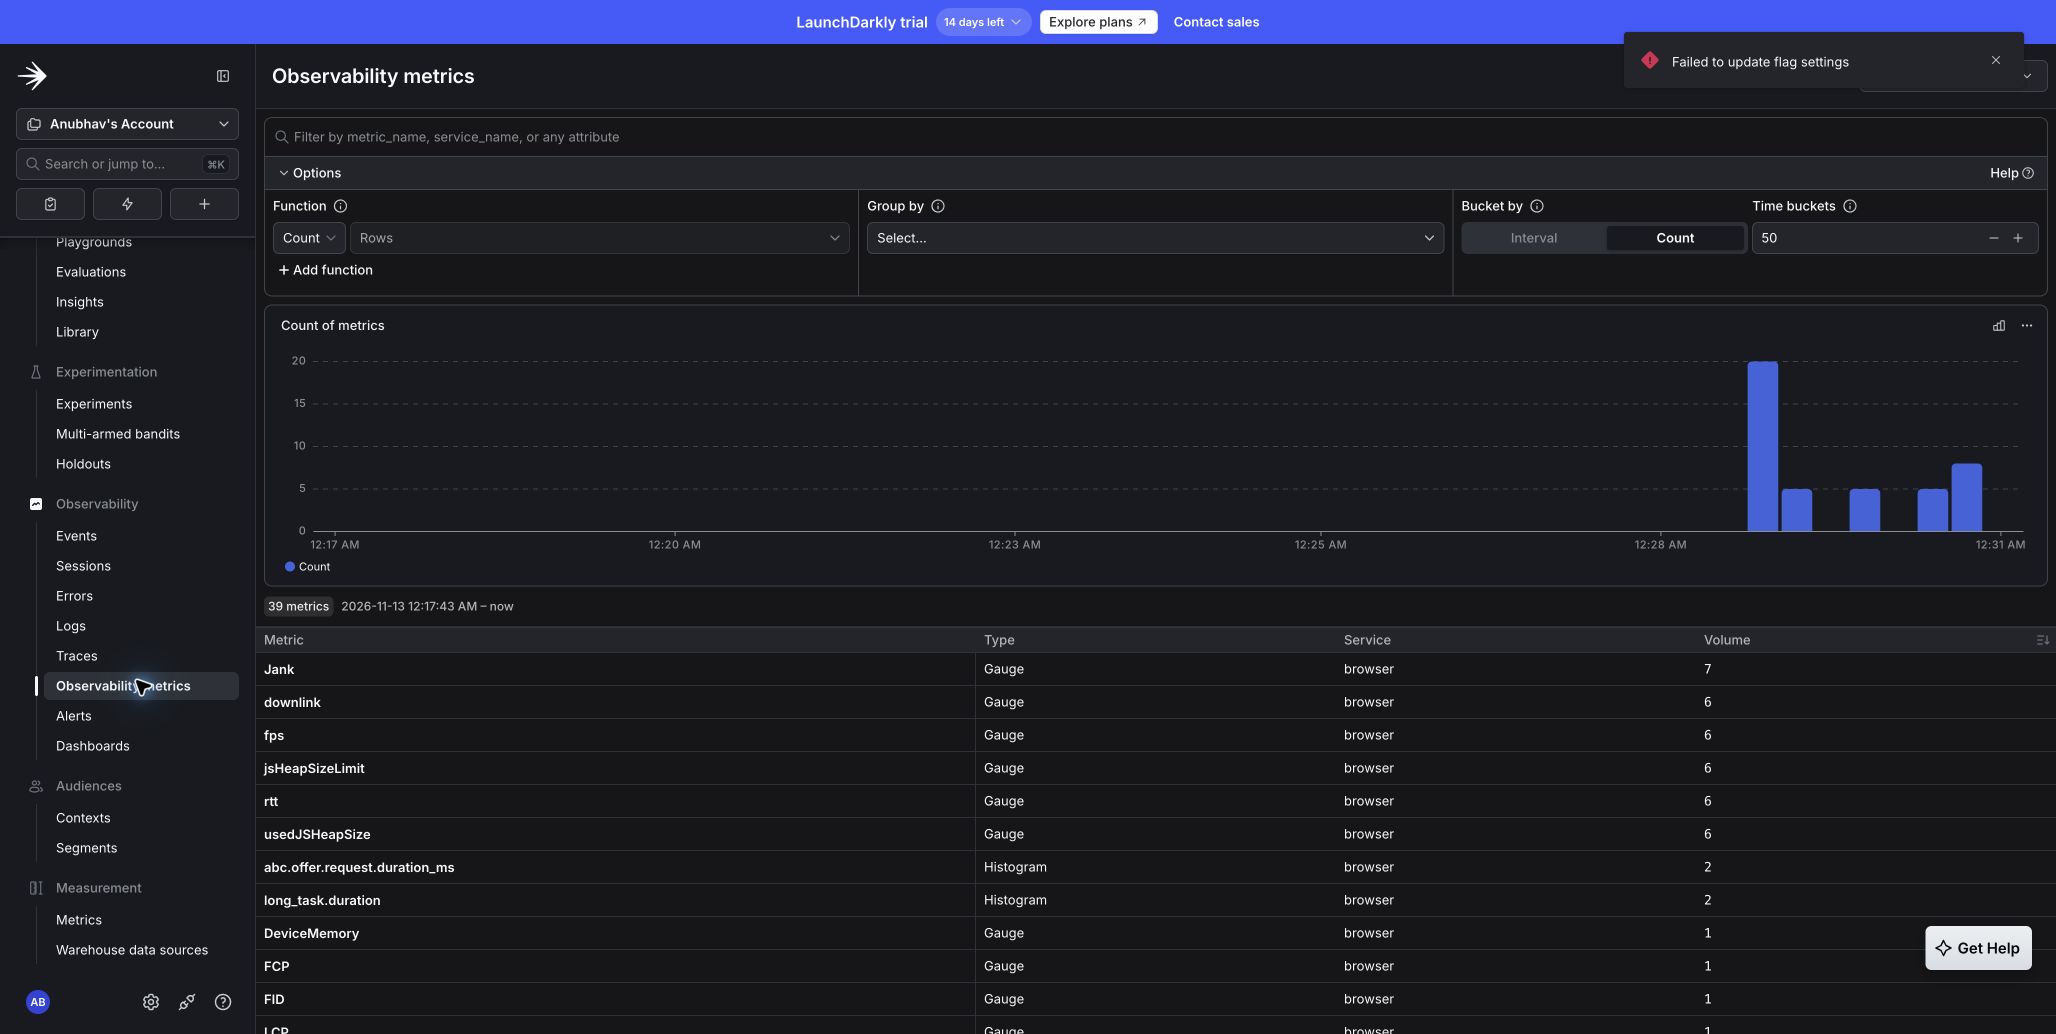 LaunchDarkly trial 14 days left Explore plans ↗ Contact sales
Failed to update flag settings
Anubhav's Account
Search or jump to... ⌘K
Playgrounds
Evaluations
Insights
Library
Experimentation
Experiments
Multi-armed bandits
Holdouts
Observability
Events
Sessions
Errors
Logs
Traces
Observability metrics
Alerts
Dashboards
Audiences
Contexts
Segments
Measurement
Metrics
Warehouse data sources
AB
Observability metrics
Filter by metric_name, service_name, or any attribute
Options Help
Function Group by Bucket by Time buckets
Count Rows Select... Interval Count 50
+ Add function
Count of metrics
20
15
10
5
0
12:17 AM 12:20 AM 12:23 AM 12:25 AM 12:28 AM 12:31 AM
Count
39 metrics 2026-11-13 12:17:43 AM – now
Metric Type Service Volume
Jank Gauge browser 7
downlink Gauge browser 6
fps Gauge browser 6
jsHeapSizeLimit Gauge browser 6
rtt Gauge browser 6
usedJSHeapSize Gauge browser 6
abc.offer.request.duration_ms Histogram browser 2
long_task.duration Histogram browser 2
DeviceMemory Gauge browser 1
FCP Gauge browser 1
FID Gauge browser 1
LCP Gauge browser 1
Get Help